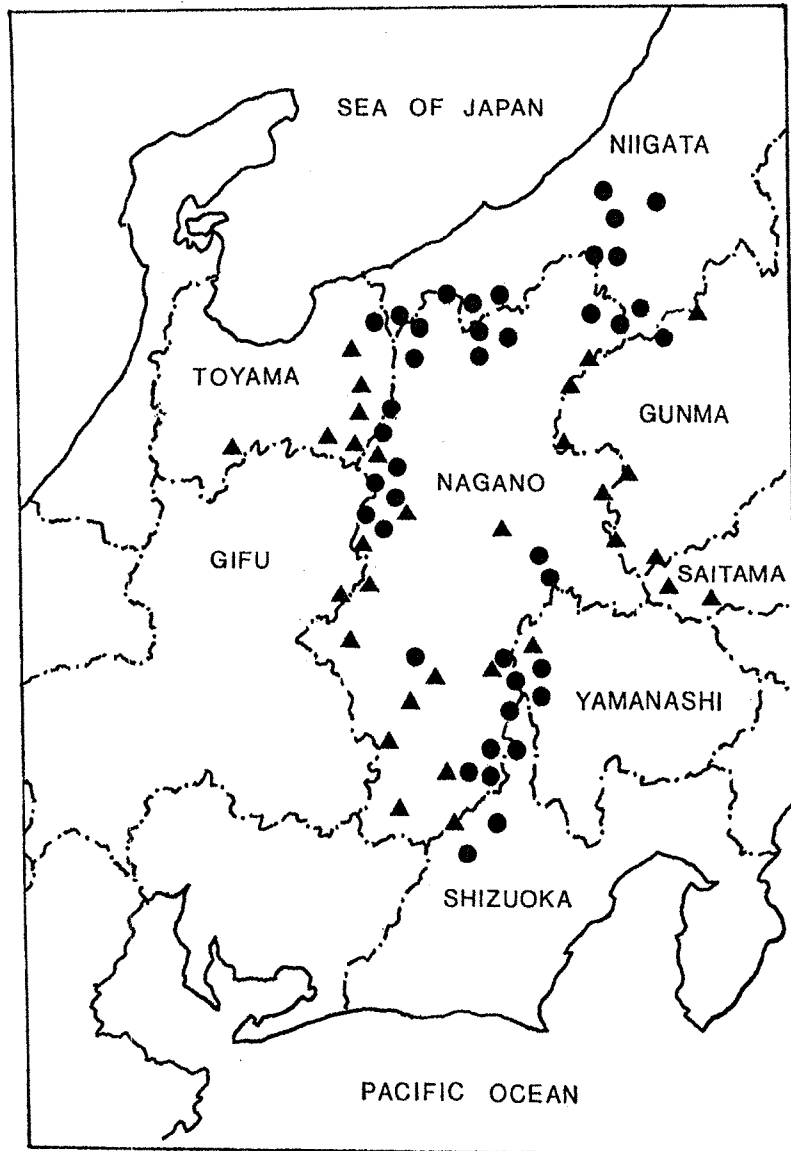 SEA OF JAPAN
NIIGATA
TOYAMA
GUNMA
NAGANO
GIFU
SAITAMA
YAMANASHI
SHIZUOKA
PACIFIC OCEAN